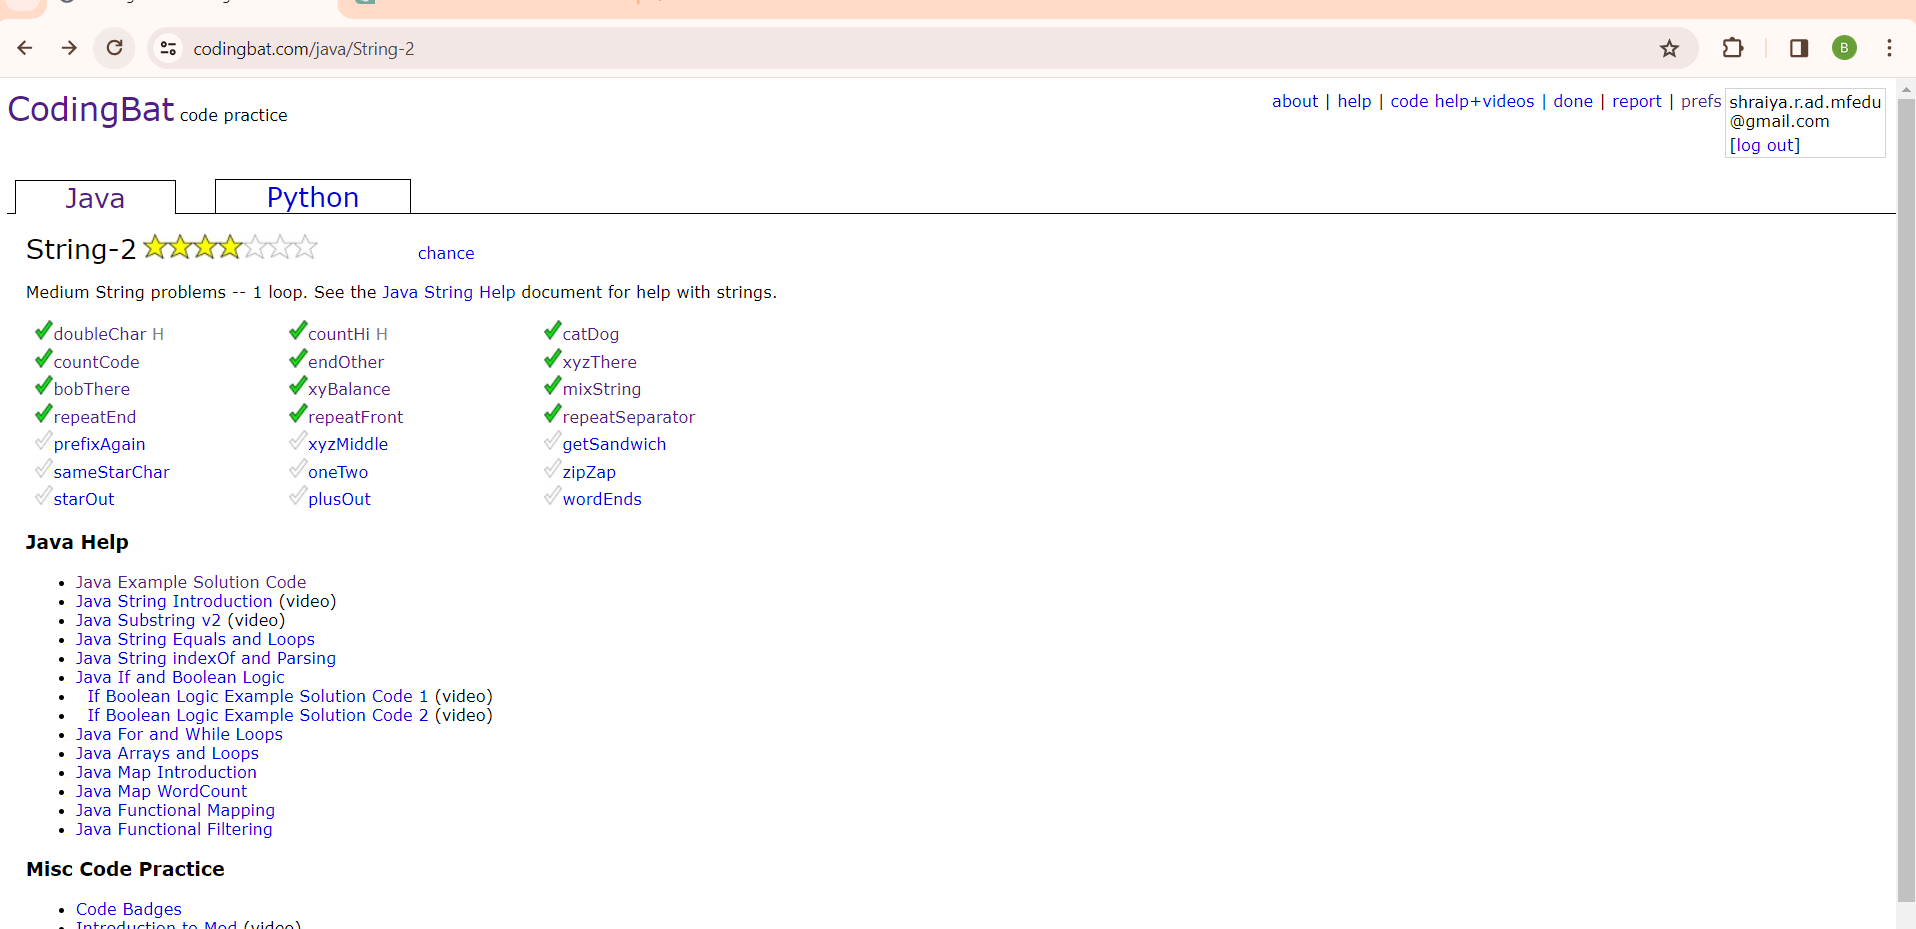 codingbat.com/java/String-2
B
CodingBat code practice
about | help | code help+videos | done | report | prefs
shraiya.r.ad.mfedu
@gmail.com
[log out]
Java
Python
String-2
chance
Medium String problems -- 1 loop. See the Java String Help document for help with strings.
doubleChar H countHi H catDog
countCode endOther xyzThere
bobThere xyBalance mixString
repeatEnd repeatFront repeatSeparator
prefixAgain xyzMiddle getSandwich
sameStarChar oneTwo zipZap
starOut plusOut wordEnds
Java Help
Java Example Solution Code
Java String Introduction (video)
Java Substring v2 (video)
Java String Equals and Loops
Java String indexOf and Parsing
Java If and Boolean Logic
If Boolean Logic Example Solution Code 1 (video)
If Boolean Logic Example Solution Code 2 (video)
Java For and While Loops
Java Arrays and Loops
Java Map Introduction
Java Map WordCount
Java Functional Mapping
Java Functional Filtering
Misc Code Practice
Code Badges
Introduction to Mod (video)